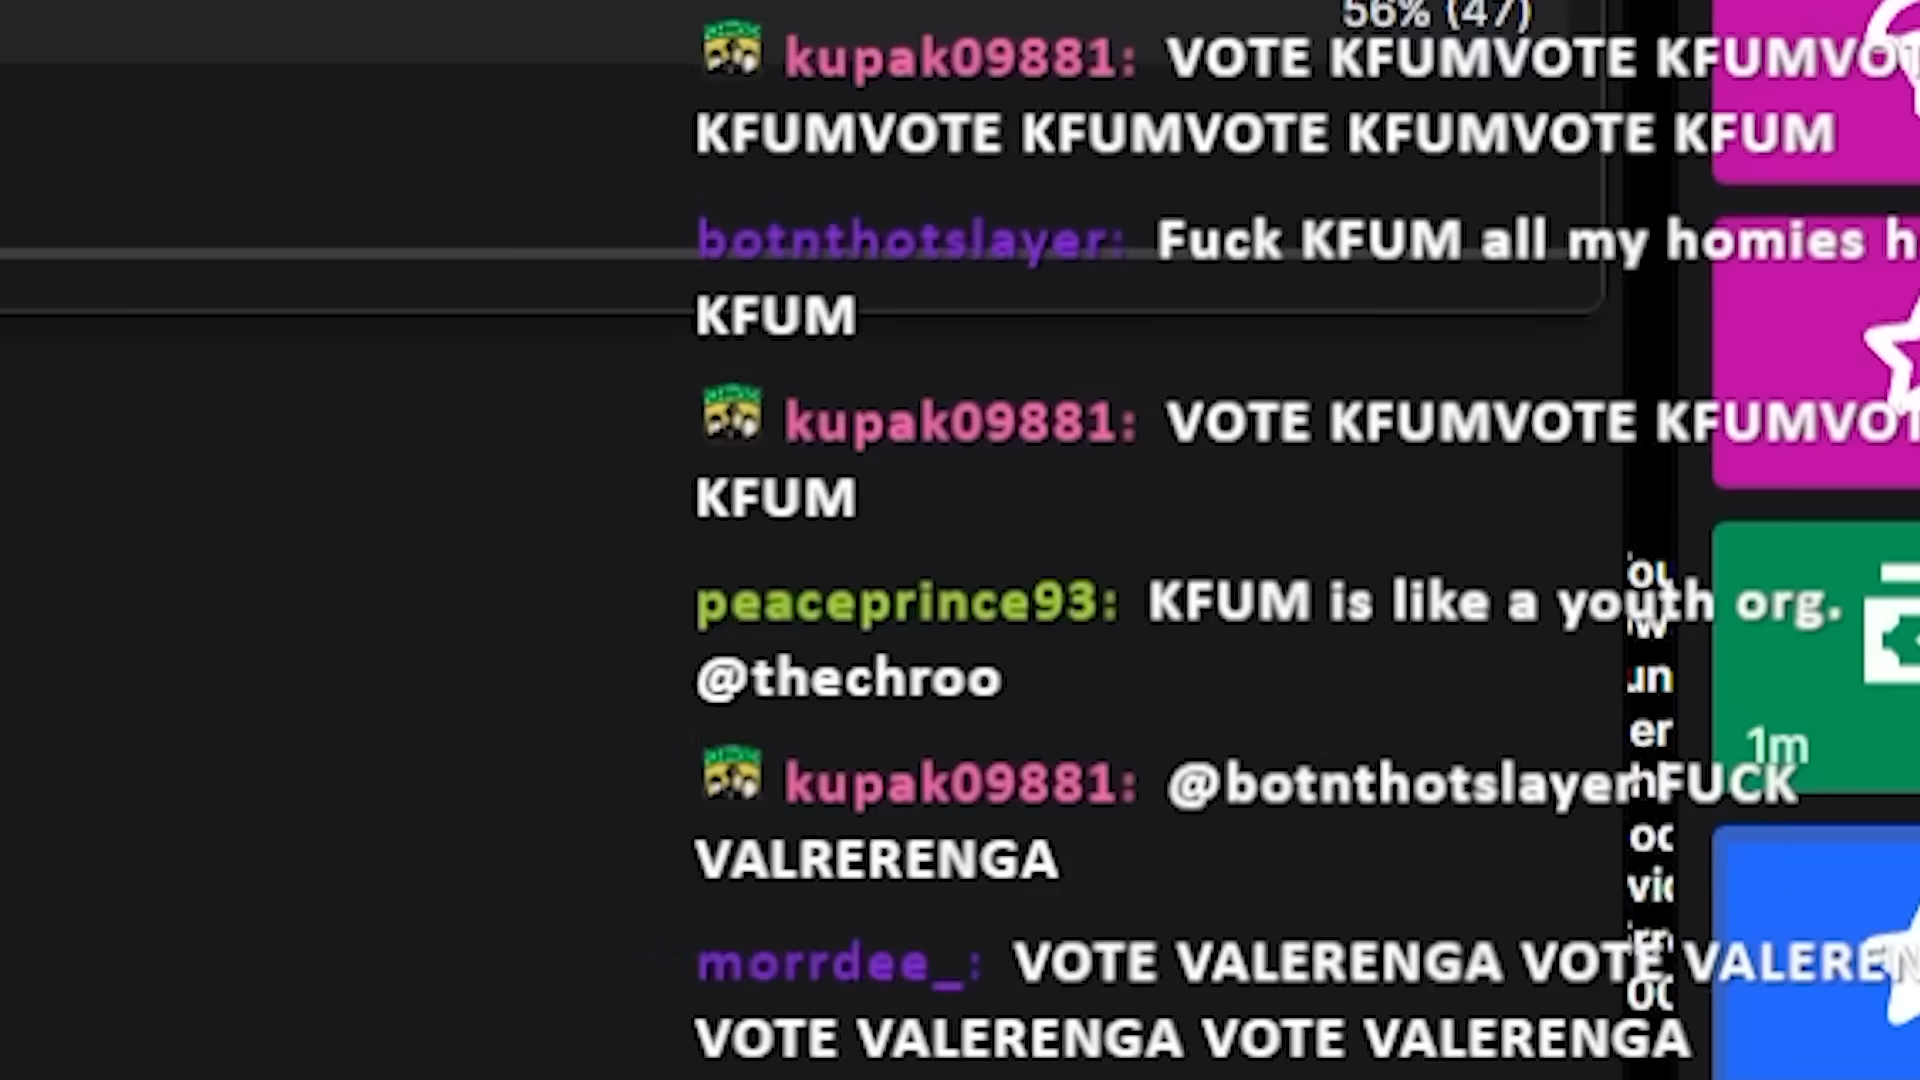 56% (47)
kupak09881: VOTE KFUMVOTE KFUMVOT
KFUMVOTE KFUMVOTE KFUMVOTE KFUM
botnthotslayer: Fuck KFUM all my homies h
KFUM
kupak09881: VOTE KFUMVOTE KFUMVOT
KFUM
peaceprince93: KFUM is like a youth org.
@thechroo
1m
kupak09881: @botnthotslayer FUCK
VALRERENGA
morrdee_: VOTE VALERENGA VOTE VALEREN
VOTE VALERENGA VOTE VALERENGA